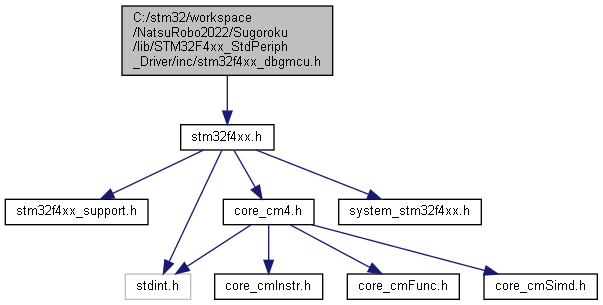 C:/stm32/workspace
/NatsuRobo2022/Sugoroku
/lib/STM32F4xx_StdPeriph
_Driver/inc/stm32f4xx_dbgmcu.h
stm32f4xx.h
stm32f4xx_support.h
core_cm4.h
system_stm32f4xx.h
stdint.h
core_cmInstr.h
core_cmFunc.h
core_cmSimd.h